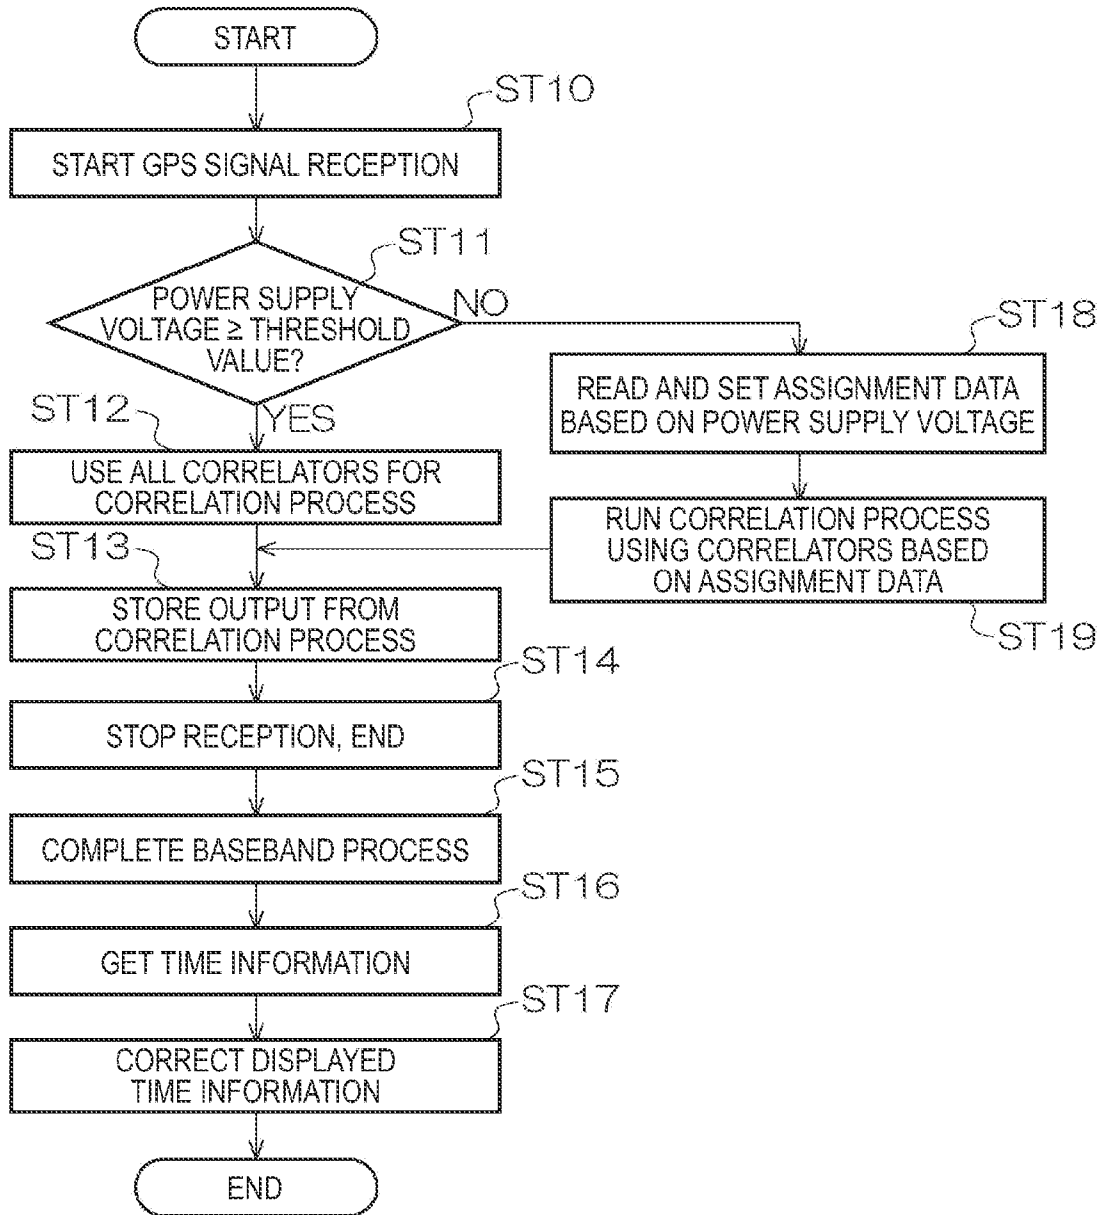 START
ST10
START GPS SIGNAL RECEPTION
ST11
POWER SUPPLY
VOLTAGE ≥ THRESHOLD
VALUE?
NO
YES
ST18
READ AND SET ASSIGNMENT DATA
BASED ON POWER SUPPLY VOLTAGE
ST12
USE ALL CORRELATORS FOR
CORRELATION PROCESS
RUN CORRELATION PROCESS
USING CORRELATORS BASED
ON ASSIGNMENT DATA
ST19
ST13
STORE OUTPUT FROM
CORRELATION PROCESS
ST14
STOP RECEPTION, END
ST15
COMPLETE BASEBAND PROCESS
ST16
GET TIME INFORMATION
ST17
CORRECT DISPLAYED
TIME INFORMATION
END